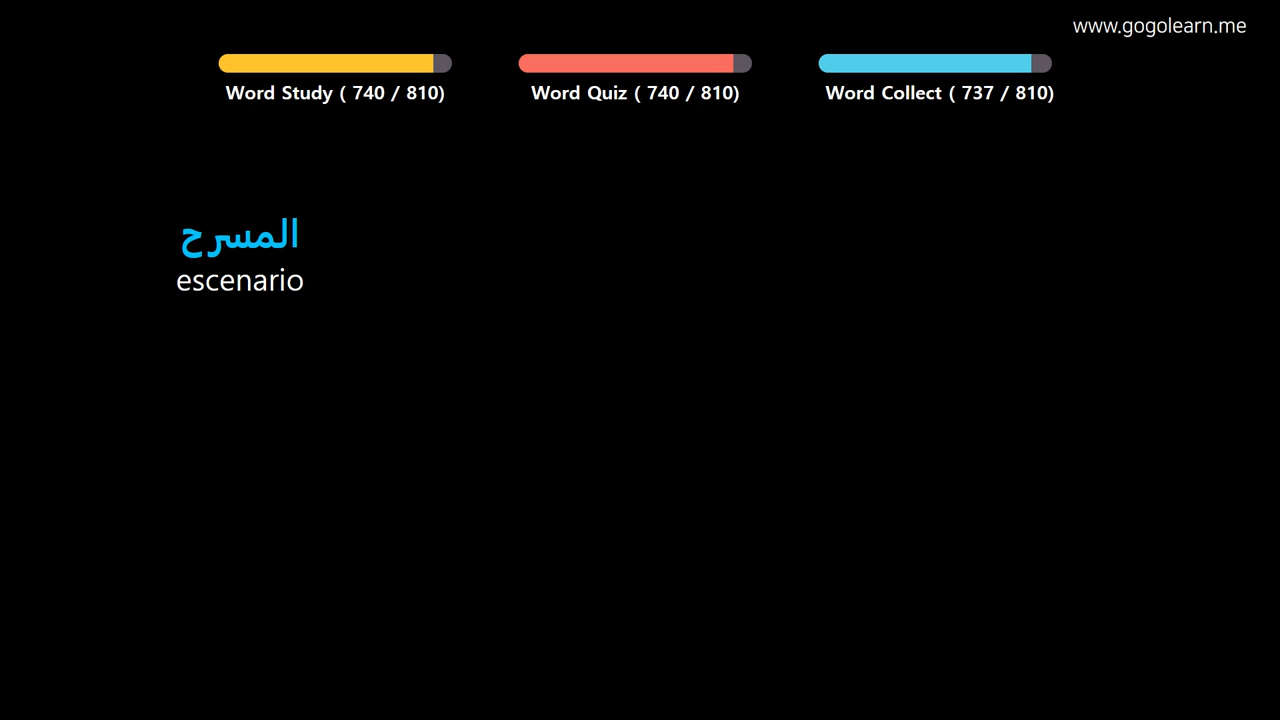 www.gogolearn.me
Word Study ( 740 / 810)
Word Quiz ( 740 / 810)
Word Collect ( 737 / 810)
المسرح
escenario